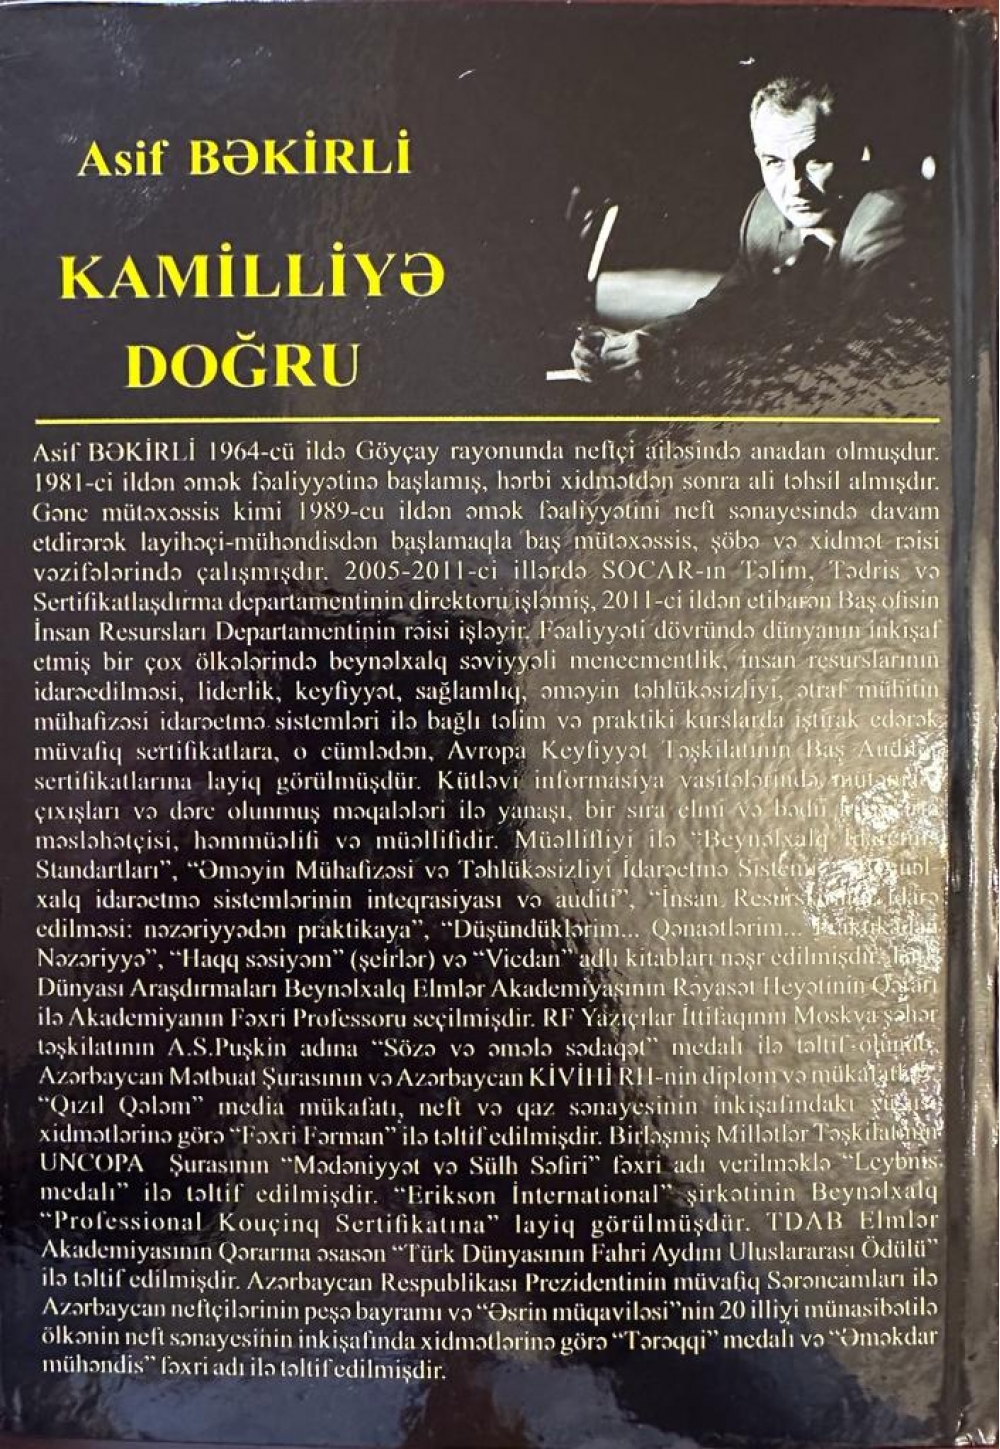 Asif BƏKİRLİ
KAMİLLİYƏ
DOĞRU
Asif BƏKİRLİ 1964-cü ildə Göyçay rayonunda neftçi ailəsində anadan olmuşdur.
1981-ci ildən əmək fəaliyyətinə başlamış, hərbi xidmətdən sonra ali təhsil almışdır.
Gənc mütəxəssis kimi 1989-cu ildən əmək fəaliyyətini neft sənayesində davam
etdirərək layihəçi-mühəndisdən başlamaqla baş mütəxəssis, şöbə və xidmət rəisi
vəzifələrində çalışmışdır. 2005-2011-ci illərdə SOCAR-ın Təlim, Tədris və
Sertifikatlaşdırma departamentinin direktoru işləmiş, 2011-ci ildən etibarən Baş ofisin
İnsan Resursları Departamentinin rəisi işləyir. Fəaliyyəti dövründə dünyanın inkişaf
etmiş bir çox ölkələrində beynəlxalq səviyyəli menecmentlik, insan resurslarının
idarəedilməsi, liderlik, keyfiyyət, sağlamlıq, əməyin təhlükəsizliyi, ətraf mühitin
mühafizəsi idarəetmə sistemləri ilə bağlı təlim və praktiki kurslarda iştirak edərək
müvafiq sertifikatlara, o cümlədən, Avropa Keyfiyyət Təşkilatının Baş Auditor
sertifikatlarına layiq görülmüşdür. Kütləvi informasiya vasitələrində mütəmadi
çıxışları və dərc olunmuş məqalələri ilə yanaşı, bir sıra elmi və bədii
məsləhətçisi, həmmüəlifi və müəllifidir. Müəllifliyi ilə “Beynəlxalq İdarəetmə
Standartları”, “Əməyin Mühafizəsi və Təhlükəsizliyi İdarəetmə Sistemi”, “Beynəl-
xalq idarəetmə sistemlərinin inteqrasiyası və auditi”, “İnsan Resurslarının idarə
edilməsi: nəzəriyyədən praktikaya”, “Düşündüklərim... Qənaətlərim... Praktikadan
Nəzəriyyə”, “Haqq səsiyəm” (şeirlər) və “Vicdan” adlı kitabları nəşr edilmişdir. Türk
Dünyası Araşdırmaları Beynəlxalq Elmlər Akademiyasının Rəyasət Heyətinin Qərarı
ilə Akademiyanın Fəxri Professoru seçilmişdir. RF Yazıçılar İttifaqının Moskva şəhər
təşkilatının A.S.Puşkin adına “Sözə və əmələ sədaqət” medalı ilə təltif olunub,
Azərbaycan Mətbuat Şurasının və Azərbaycan KİVİHİRH-nin diplom və mükafatları,
“Qızıl Qələm” media mükafatı, neft və qaz sənayesinin inkişafındakı
xidmətlərinə görə “Fəxri Fərman” ilə təltif edilmişdir. Birləşmiş Millətlər Təşkilatının
UNCOPA Şurasının “Mədəniyyət və Sülh Səfiri” fəxri adı verilməklə “Leybnis
medalı” ilə təltif edilmişdir. “Erikson İnternational” şirkətinin Beynəlxalq
“Professional Kouçinq Sertifikatına” layiq görülmüşdür. TDAB Elmlər
Akademiyasının Qərarına əsasən “Türk Dünyasının Fahri Aydını Uluslararası Ödülü”
ilə təltif edilmişdir. Azərbaycan Respublikası Prezidentinin müvafiq Sərəncamları ilə
Azərbaycan neftçilərinin peşə bayramı və “Əsrin müqaviləsi”nin 20 illiyi münasibətilə
ölkənin neft sənayesinin inkişafında xidmətlərinə görə “Tərəqqi” medalı və “Əməkdar
mühəndis” fəxri adı ilə təltif edilmişdir.